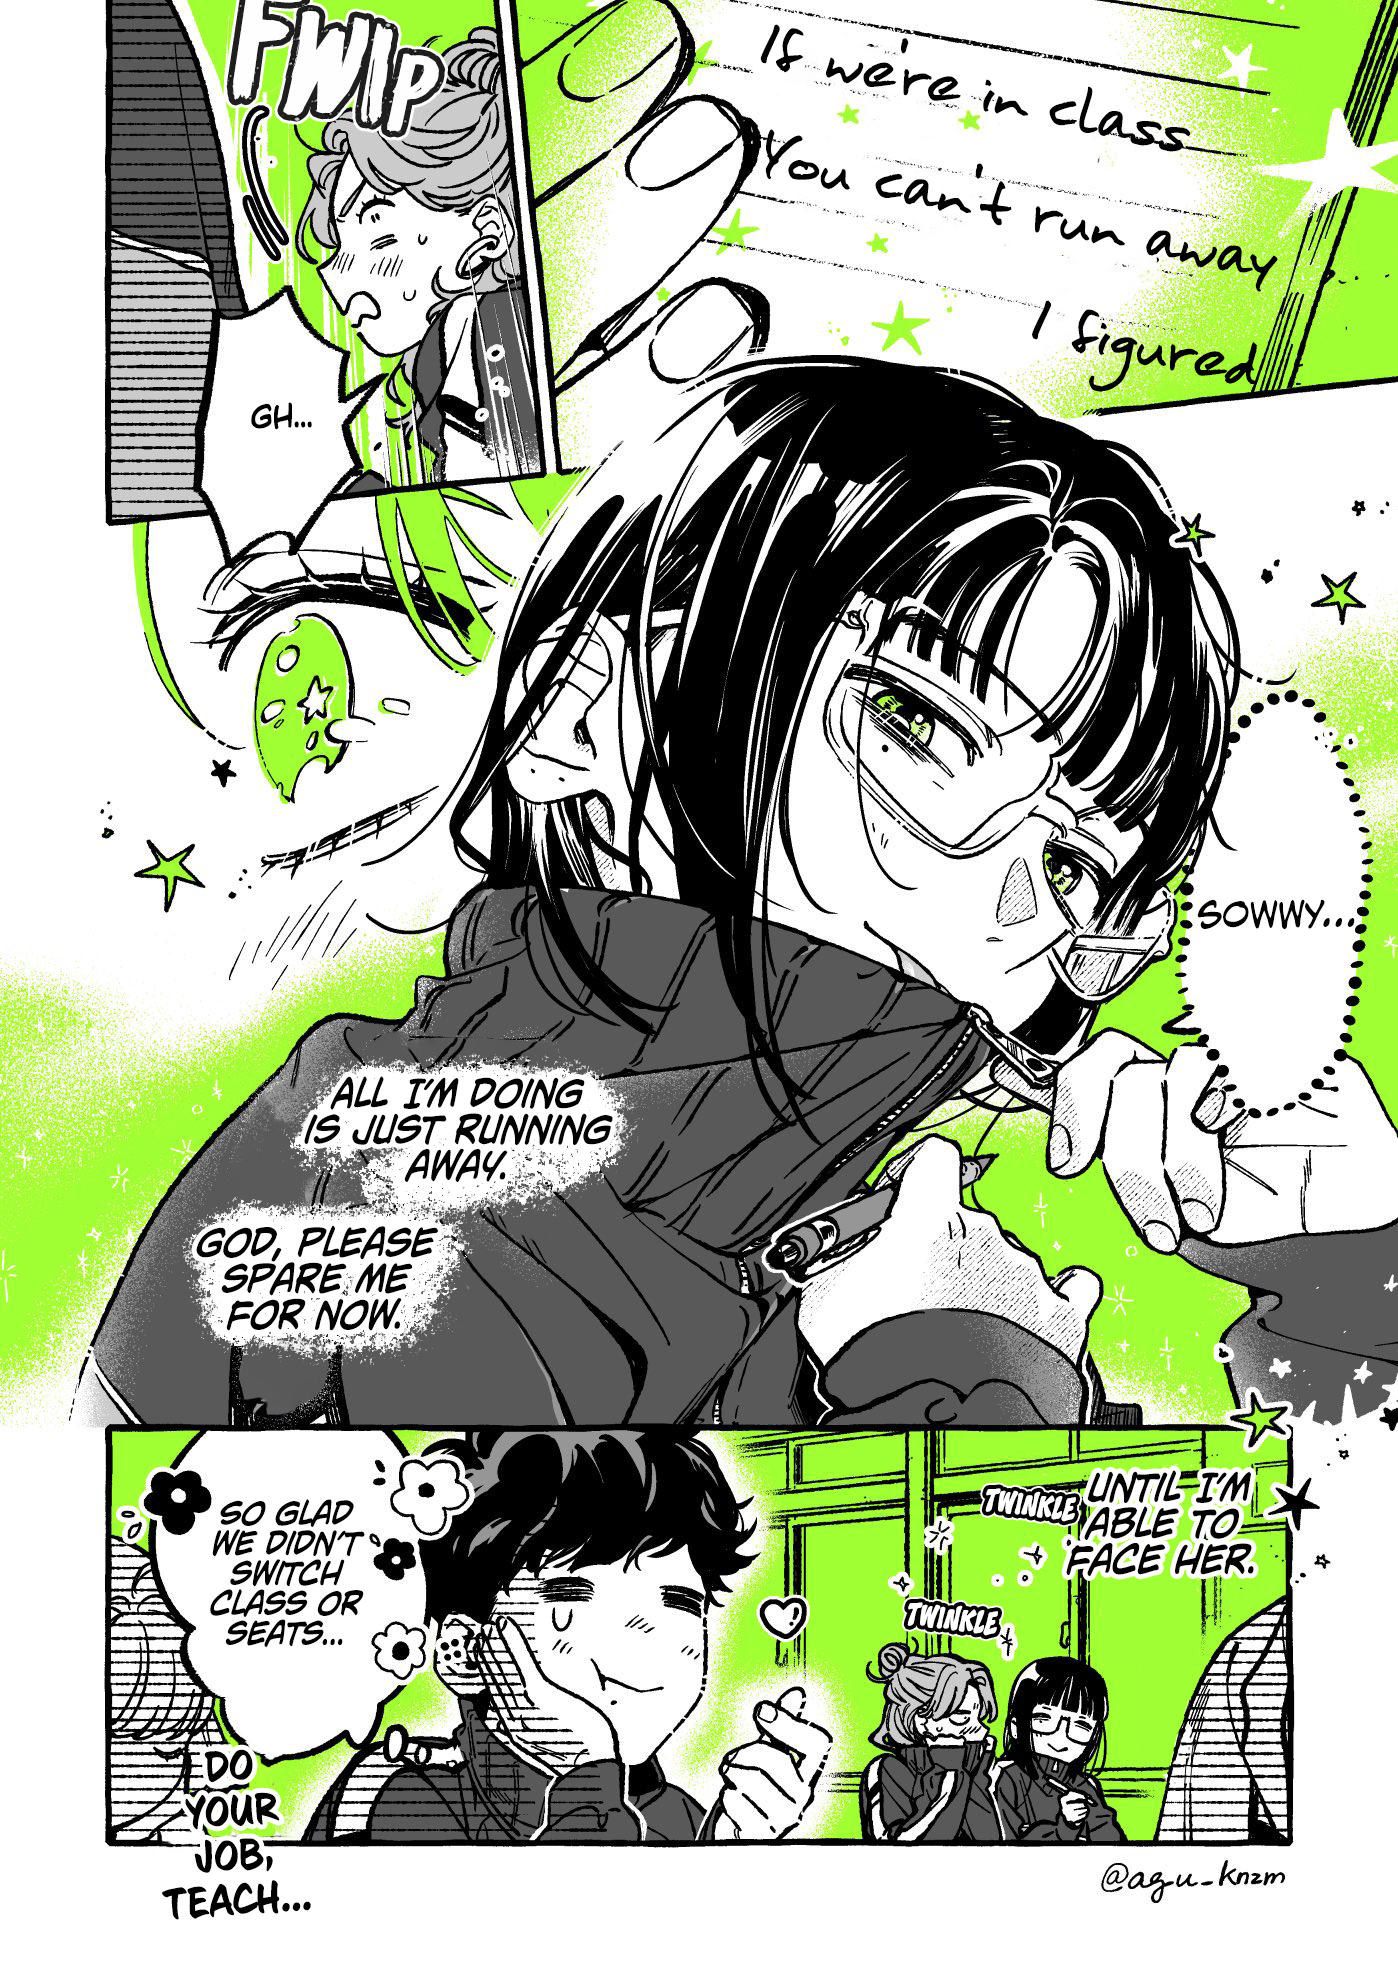 If we're in class
You can't run away
I figured
FWIP
GH...
SOWWY...
ALL I'M DOING
IS JUST RUNNING
AWAY.
GOD, PLEASE
SPARE ME
FOR NOW.
UNTIL I'M
ABLE TO
FACE HER.
TWINKLE
TWINKLE
SO GLAD
WE DIDN'T
SWITCH
CLASS OR
SEATS...
DO
YOUR
JOB,
TEACH...
@agu_knzm